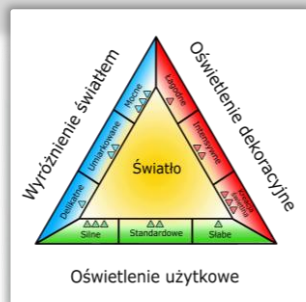 Wyróżnienie światłem
Oświetlenie dekoracyjne
Mocne
Umiarkowane
Delikatne
Łagodne
Intensywne
Światło
Silne
Standardowe
Słabe
Oświetlenie użytkowe